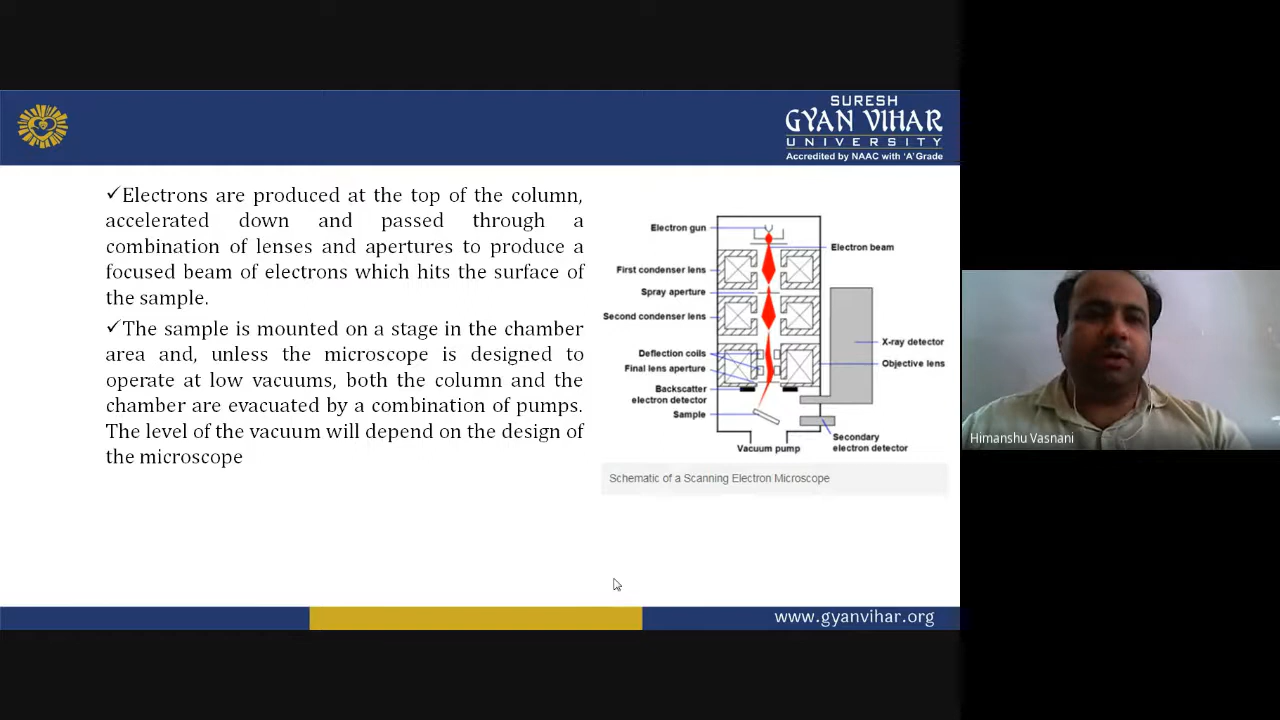 SURESH
GYAN VIHAR
UNIVERSITY
Accredited by NAAC with 'A' Grade
✓Electrons are produced at the top of the column,
accelerated down and passed through a
combination of lenses and apertures to produce a
focused beam of electrons which hits the surface of
the sample.
✓The sample is mounted on a stage in the chamber
area and, unless the microscope is designed to
operate at low vacuums, both the column and the
chamber are evacuated by a combination of pumps.
The level of the vacuum will depend on the design of
the microscope
Electron gun
Electron beam
First condenser lens
Spray aperture
Second condenser lens
X-ray detector
Deflection coils
Objective lens
Final lens aperture
Backscatter
electron detector
Sample
Secondary
electron detector
Vacuum pump
Schematic of a Scanning Electron Microscope
Himanshu Vasnani
www.gyanvihar.org